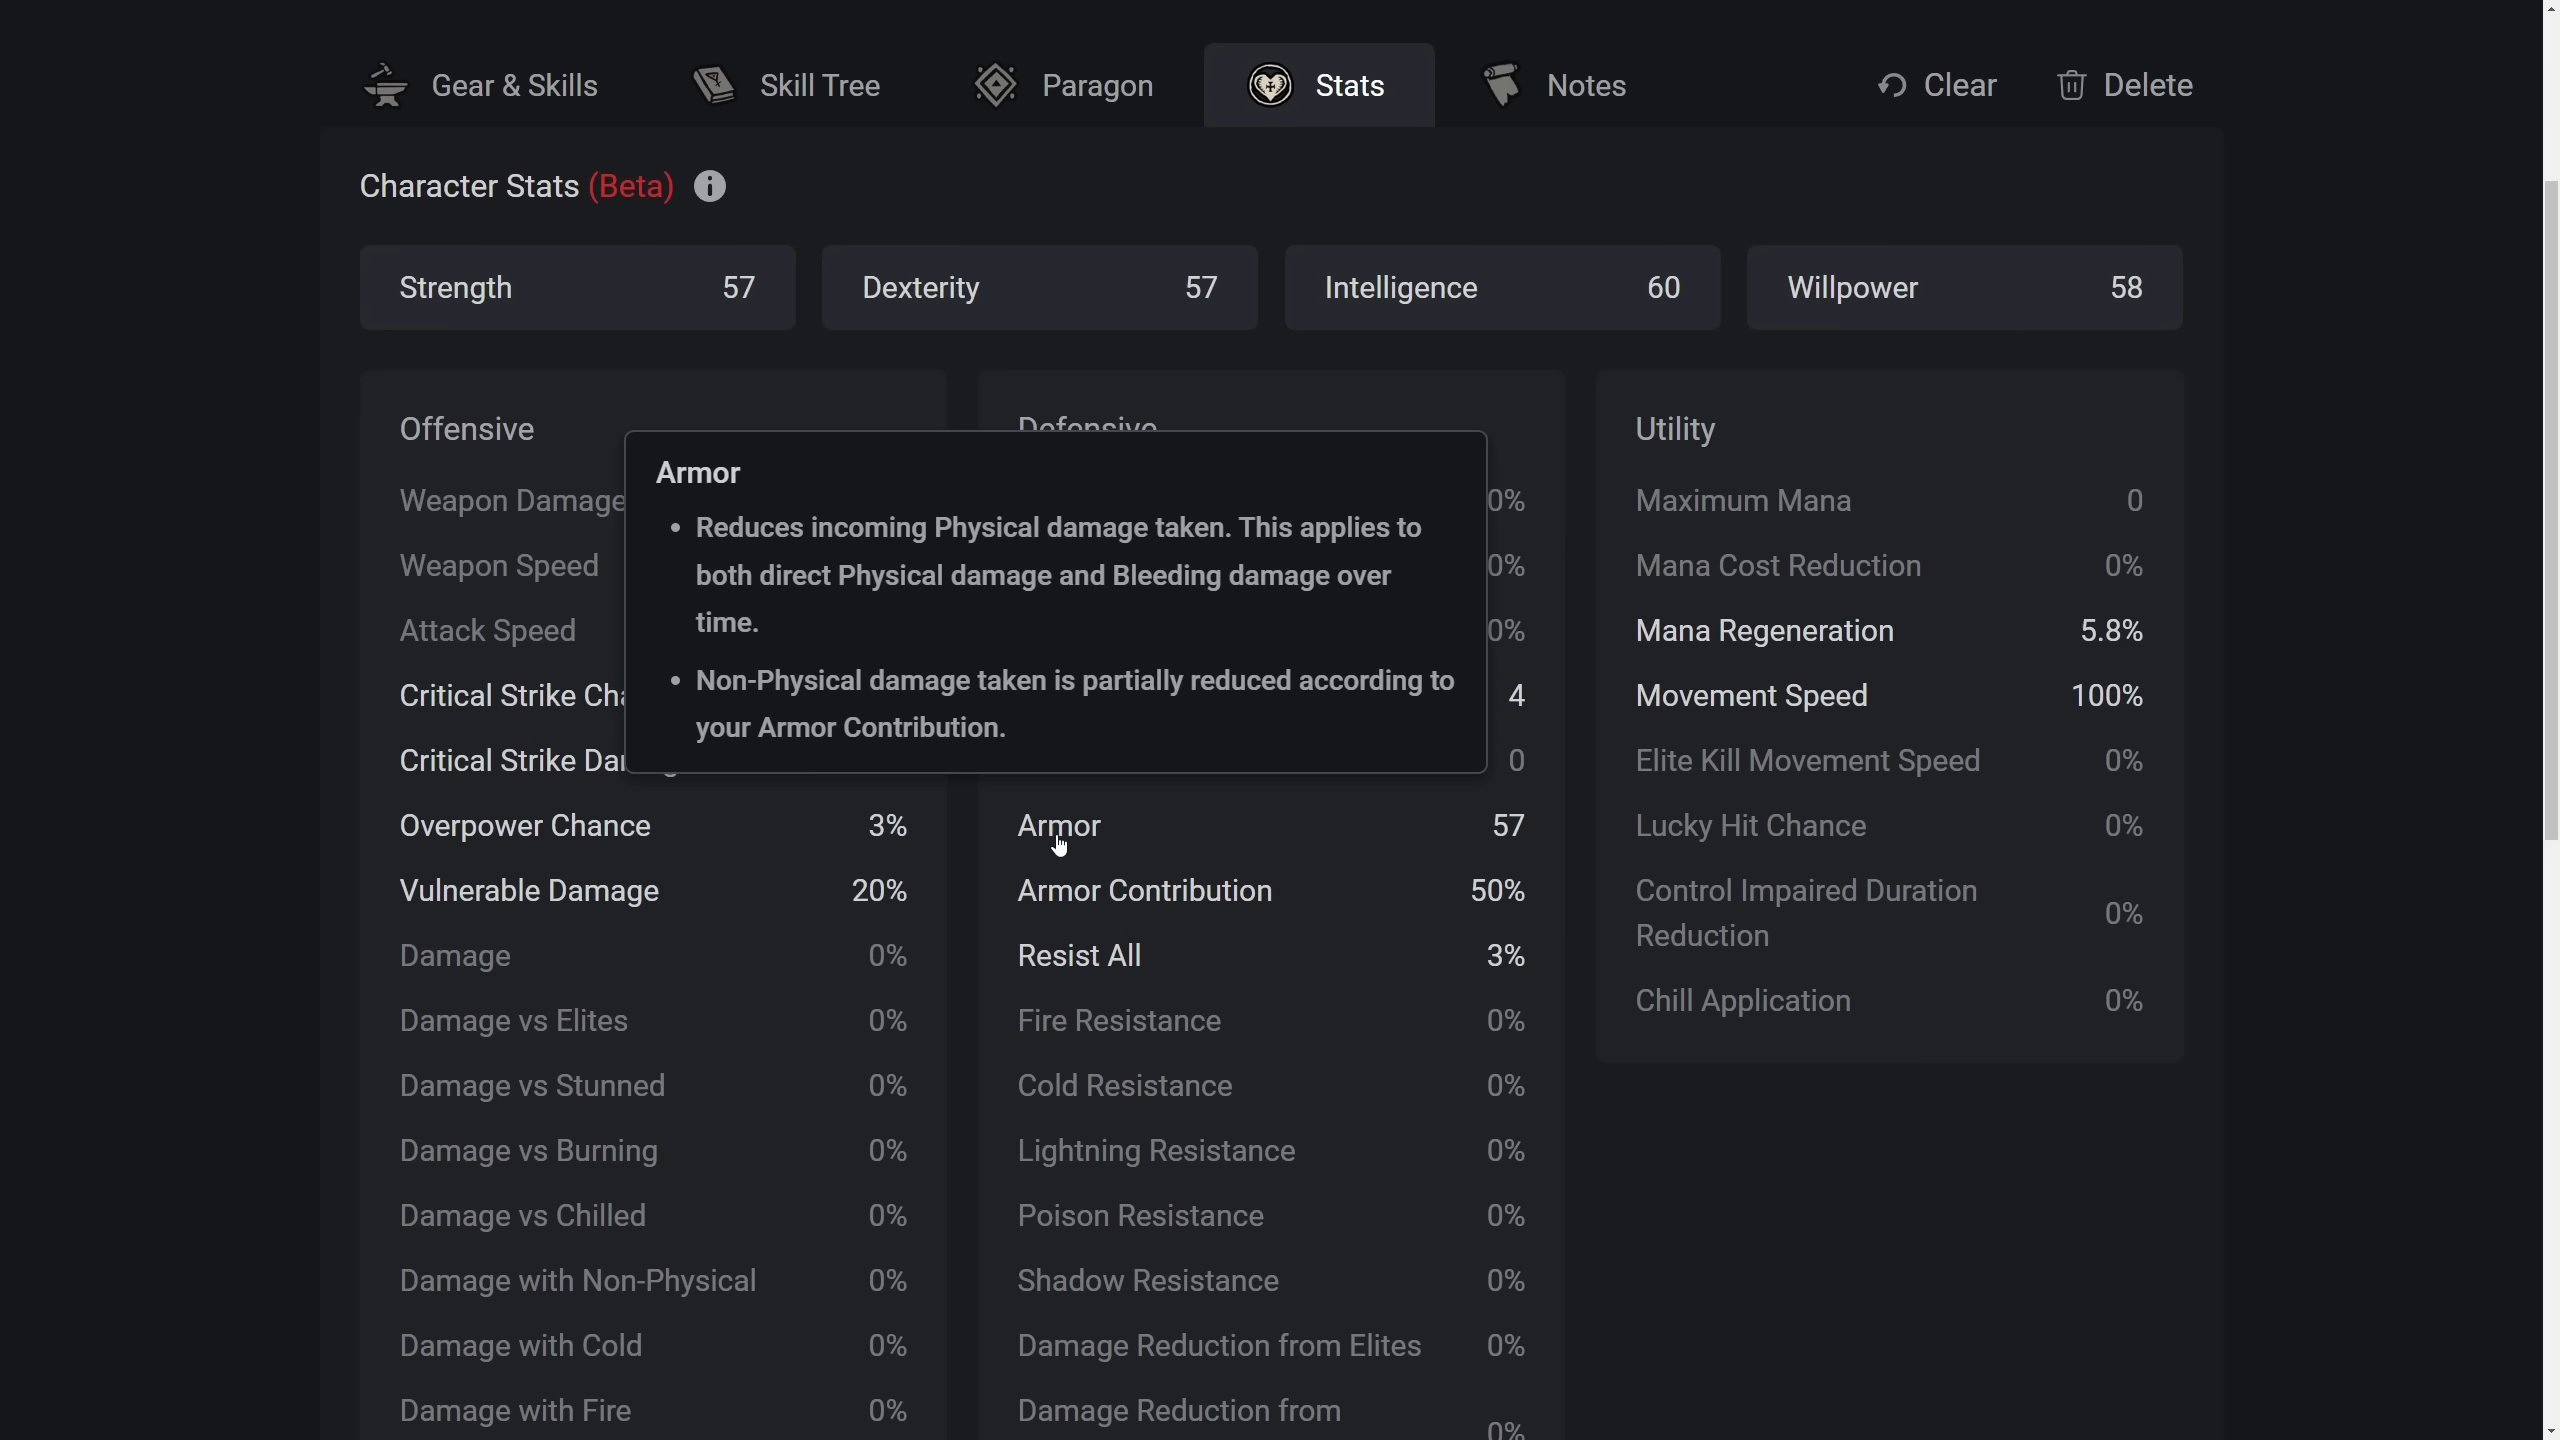 Gear & Skills
Skill Tree
Paragon
Stats
Notes
Clear
Delete
Character Stats (Beta)
Strength 57
Dexterity 57
Intelligence 60
Willpower 58
Offensive
Weapon Damage
Weapon Speed
Attack Speed
Critical Strike
Critical Strike
Overpower Chance 3%
Vulnerable Damage 20%
Damage 0%
Damage vs Elites 0%
Damage vs Stunned 0%
Damage vs Burning 0%
Damage vs Chilled 0%
Damage with Non-Physical 0%
Damage with Cold 0%
Damage with Fire 0%
Armor
Reduces incoming Physical damage taken. This applies to
both direct Physical damage and Bleeding damage over
time.
Non-Physical damage taken is partially reduced according to
your Armor Contribution.
Defensive
0%
0%
0%
4
0
Armor 57
Armor Contribution 50%
Resist All 3%
Fire Resistance 0%
Cold Resistance 0%
Lightning Resistance 0%
Poison Resistance 0%
Shadow Resistance 0%
Damage Reduction from Elites 0%
Damage Reduction from
0%
Utility
Maximum Mana 0
Mana Cost Reduction 0%
Mana Regeneration 5.8%
Movement Speed 100%
Elite Kill Movement Speed 0%
Lucky Hit Chance 0%
Control Impaired Duration
Reduction 0%
Chill Application 0%